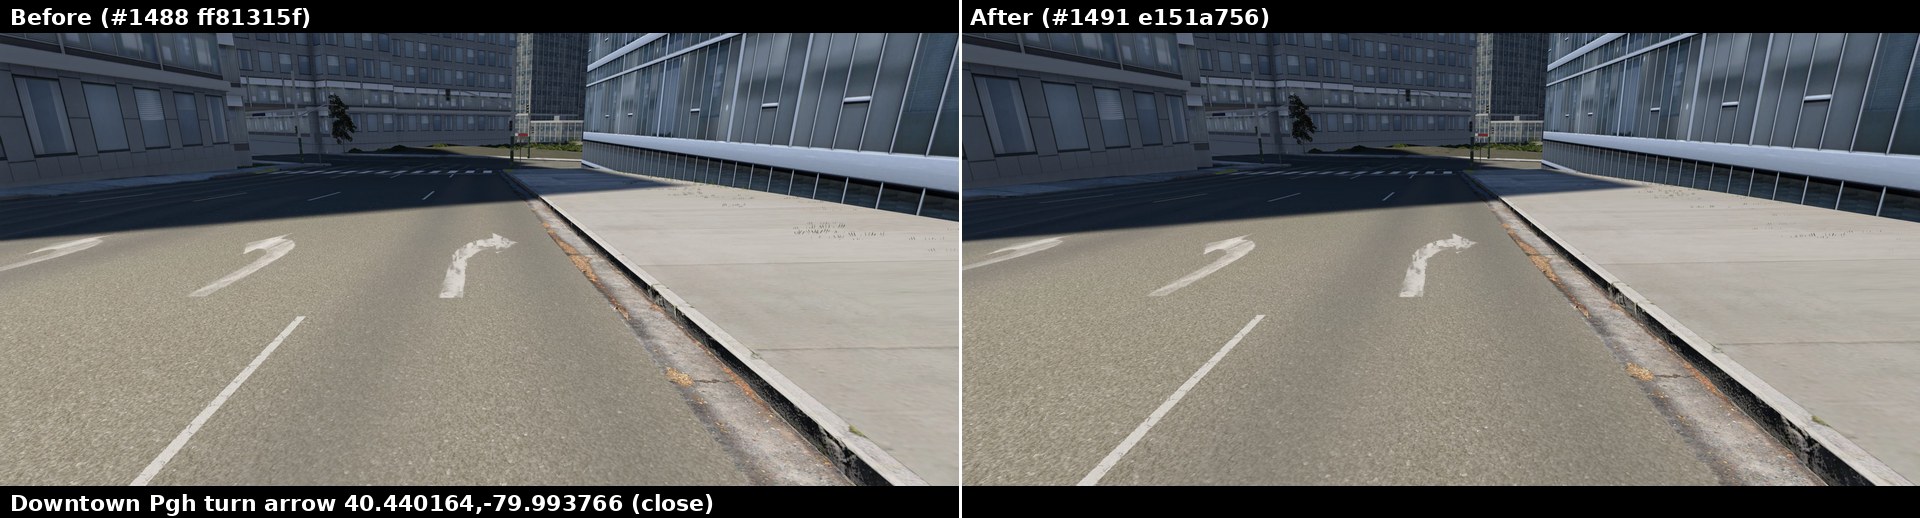 Before (#1488 ff81315f)
After (#1491 e151a756)
Downtown Pgh turn arrow 40.440164,-79.993766 (close)